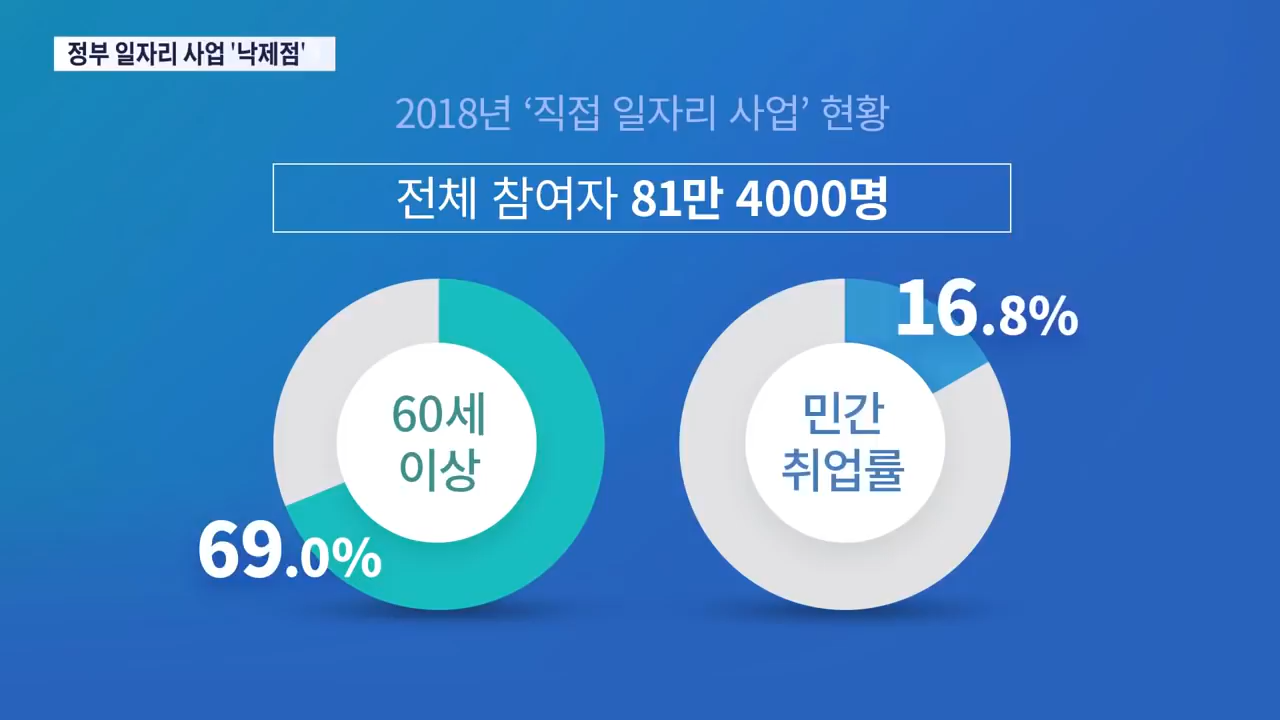 정부 일자리 사업 '낙제점'
2018년 ‘직접 일자리 사업’ 현황
전체 참여자 81만 4000명
60세
이상
69.0%
16.8%
민간
취업률